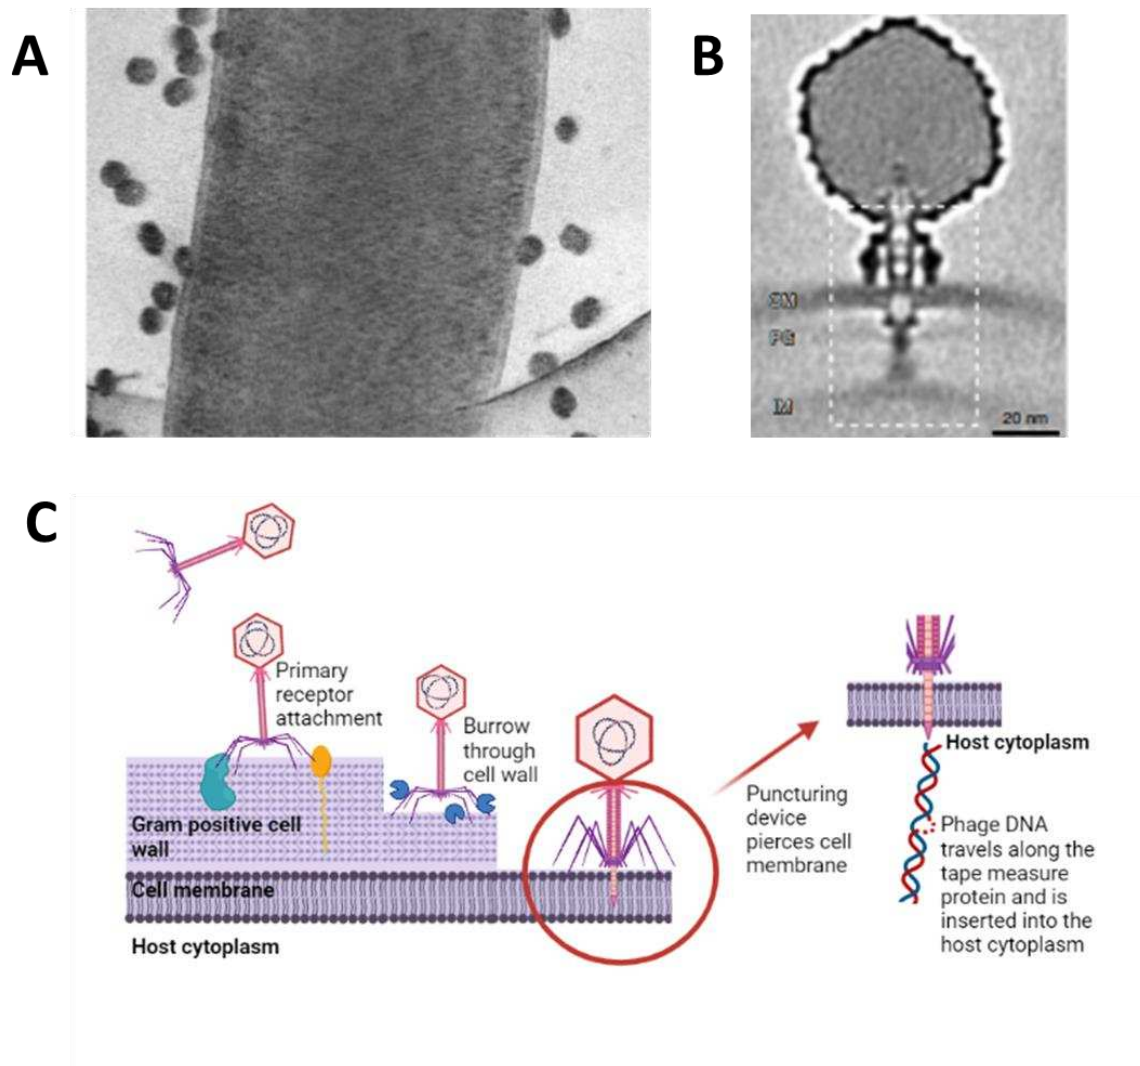 A
B
OM
PG
IM
20 nm
C
Primary
receptor
attachment
Burrow
through
cell wall
Gram positive cell
wall
Cell membrane
Host cytoplasm
Puncturing
device
pierces cell
membrane
Host cytoplasm
Phage DNA
travels along the
tape measure
protein and is
inserted into the
host cytoplasm